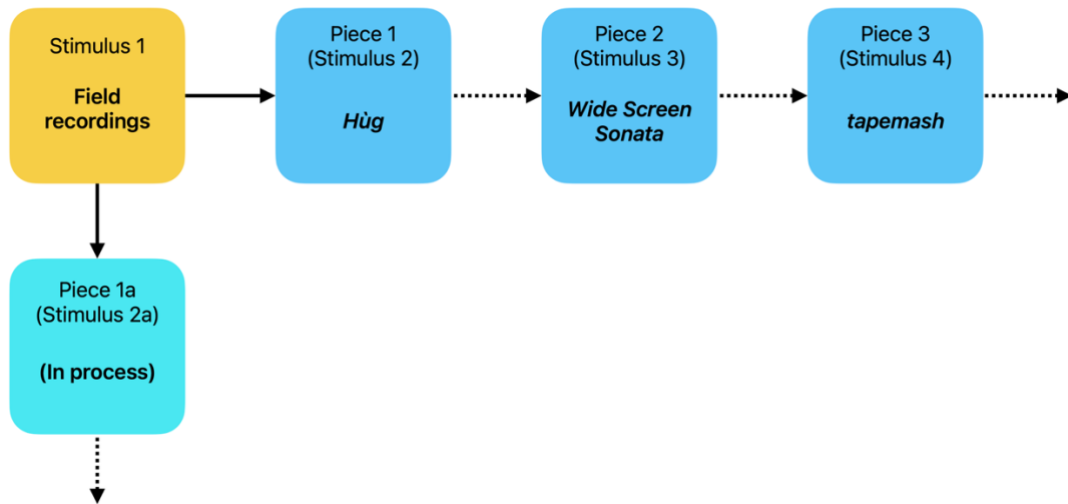 Stimulus 1
Field
recordings
Piece 1
(Stimulus 2)
Hùg
Piece 2
(Stimulus 3)
Wide Screen
Sonata
Piece 3
(Stimulus 4)
tapemash
Piece 1a
(Stimulus 2a)
(In process)